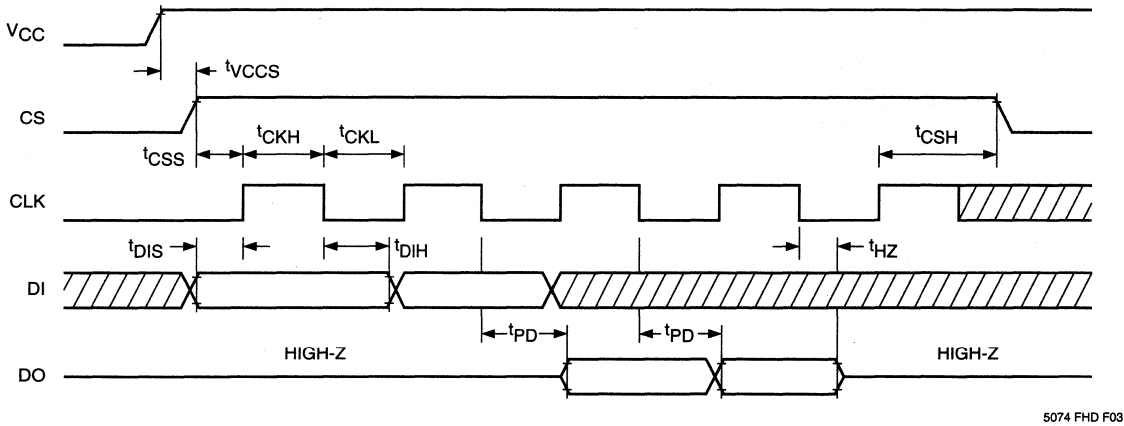 VCC
tVCCS
CS
tCSS
tCKH
tCKL
tCSH
CLK
tDIS
tDIH
tHZ
DI
tPD
tPD
HIGH-Z
HIGH-Z
DO
5074 FHD F03